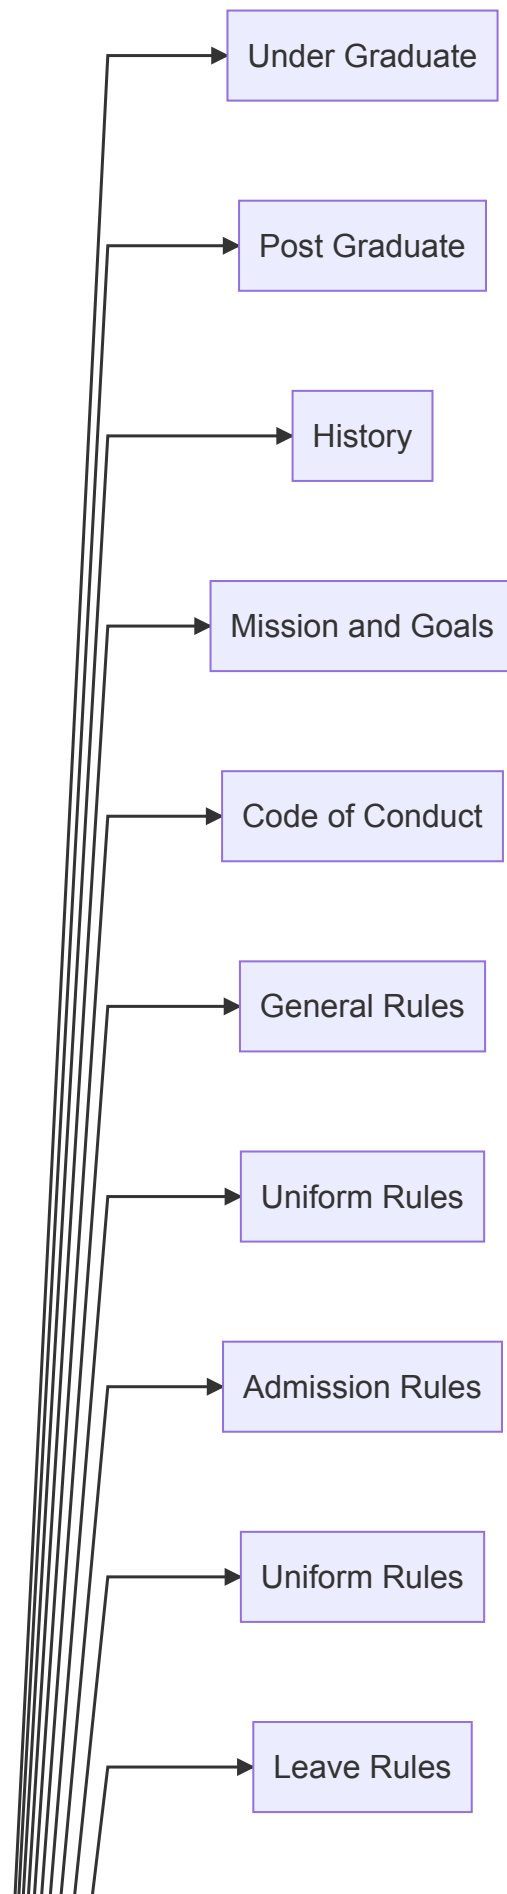 Under Graduate
Post Graduate
History
Mission and Goals
Code of Conduct
General Rules
Uniform Rules
Admission Rules
Uniform Rules
Leave Rules